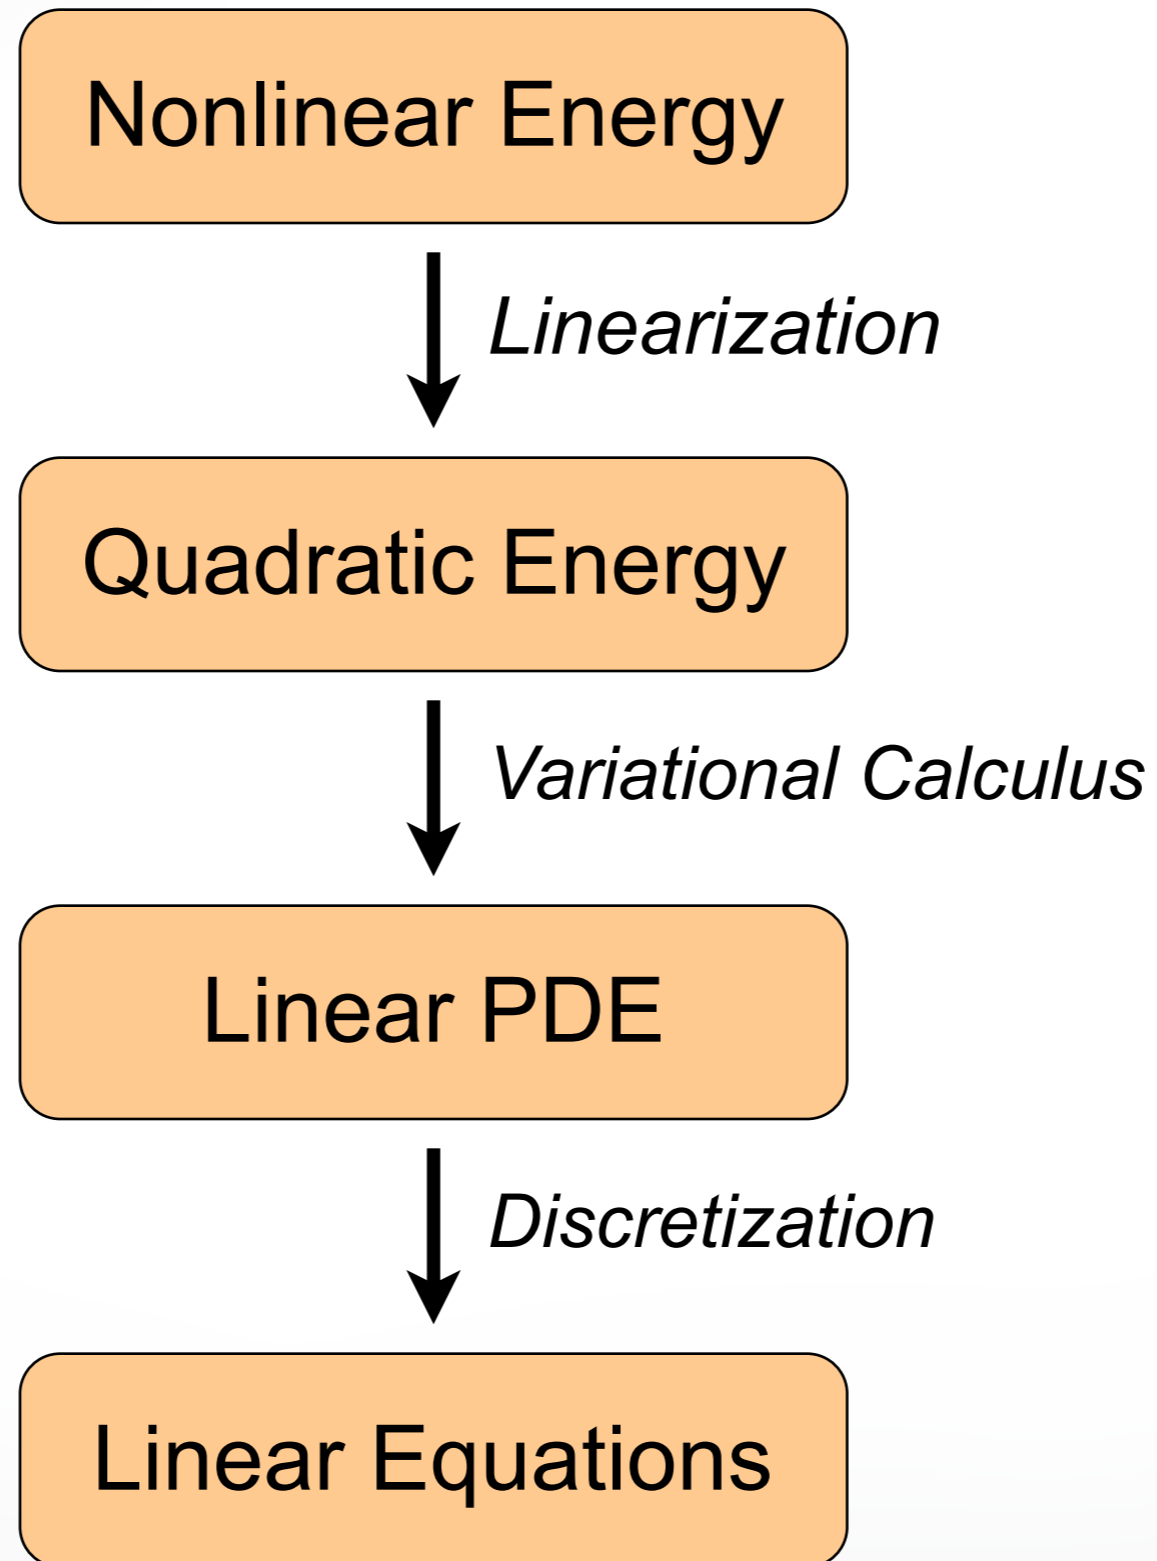 Nonlinear Energy
Linearization
Quadratic Energy
Variational Calculus
Linear PDE
Discretization
Linear Equations